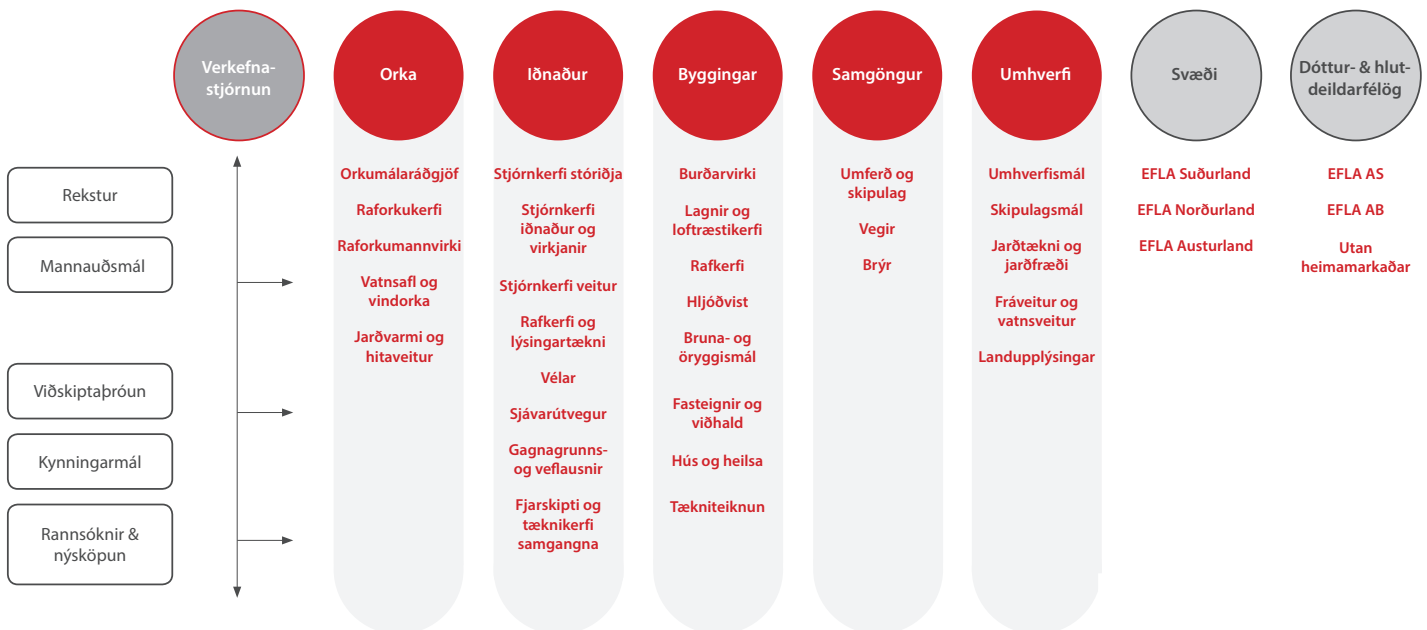 Verkefna-
stjórnun
Orka
Iðnaður
Byggingar
Samgöngur
Umhverfi
Svæði
Dóttur- & hlut-
deildarfélög
Rekstur
Mannauðsmál
Viðskiptaþróun
Kynningarmál
Rannsóknir &
nýsköpun
Orkumálaráðgjöf
Raforkukerfi
Raforkumannvirki
Vatnsafl og
vindorka
Jarðvarmi og
hitaveitur
Stjórnkerfi stóriðja
Stjórnkerfi
iðnaður og
virkjanir
Stjórnkerfi veitur
Rafkerfi og
lýsingartækni
Vélar
Sjávarútvegur
Gagnagrunns-
og veflausnir
Fjarskipti og
tæknikerfi
samgangna
Burðarvirki
Lagnir og
loftræstikerfi
Rafkerfi
Hljóðvist
Bruna- og
öryggismál
Fasteignir og
viðhald
Hús og heilsa
Tækniteiknun
Umferð og
skipulag
Vegir
Brýr
Umhverfismál
Skipulagsmál
Jarðtækni og
jarðfræði
Fráveitur og
vatnsveitur
Landupplýsingar
EFLA Suðurland
EFLA Norðurland
EFLA Austurland
EFLA AS
EFLA AB
Utan
heimamarkaðar